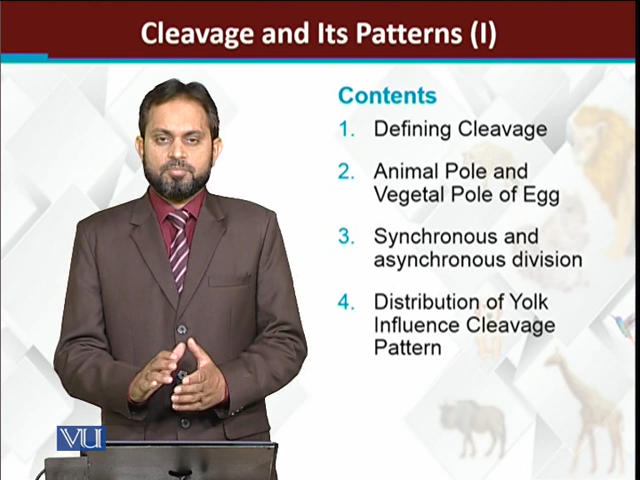 Cleavage and Its Patterns (I)
Contents
1. Defining Cleavage
2. Animal Pole and
Vegetal Pole of Egg
3. Synchronous and
asynchronous division
4. Distribution of Yolk
Influence Cleavage
Pattern
VU